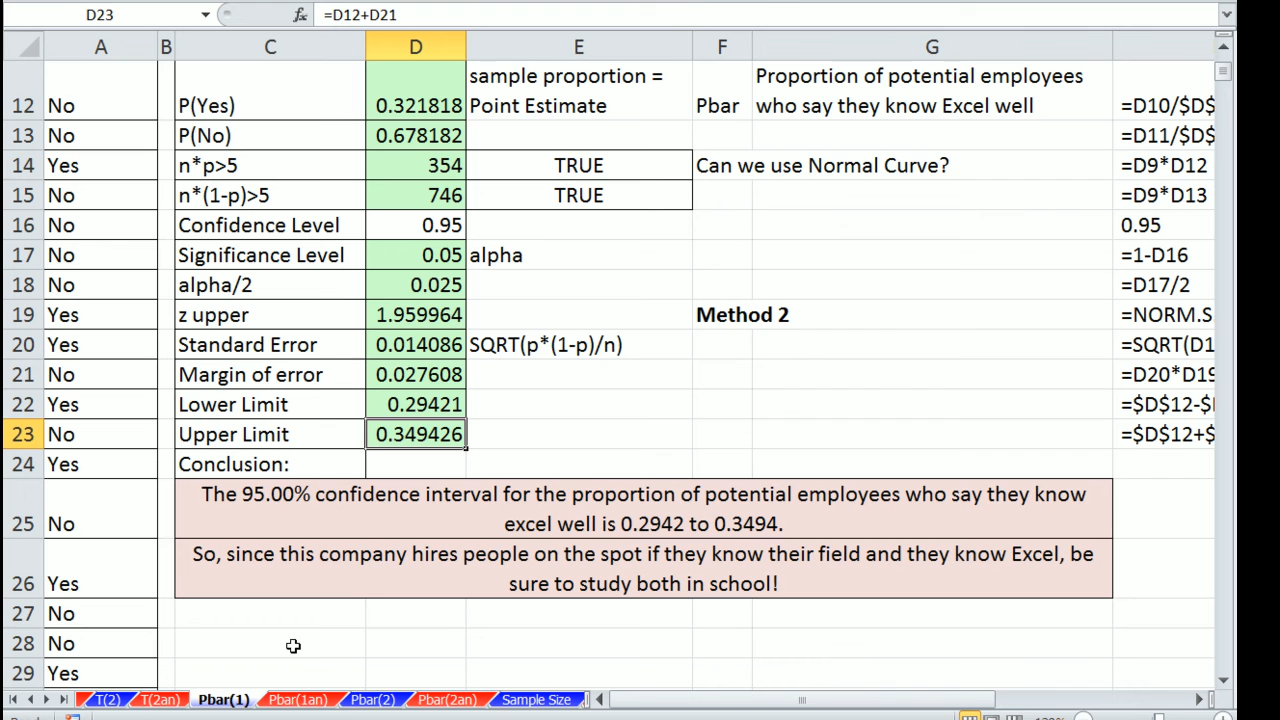 D23 fx =D12+D21
A B C D E F G
sample proportion = Proportion of potential employees
12 No P(Yes) 0.321818 Point Estimate Pbar who say they know Excel well =D10/$D$
13 No P(No) 0.678182 =D11/$D$
14 Yes n*p>5 354 TRUE Can we use Normal Curve? =D9*D12
15 No n*(1-p)>5 746 TRUE =D9*D13
16 No Confidence Level 0.95 0.95
17 No Significance Level 0.05 alpha =1-D16
18 No alpha/2 0.025 =D17/2
19 Yes z upper 1.959964 Method 2 =NORM.S
20 Yes Standard Error 0.014086 SQRT(p*(1-p)/n) =SQRT(D1
21 No Margin of error 0.027608 =D20*D19
22 Yes Lower Limit 0.29421 =$D$12-$
23 No Upper Limit 0.349426 =$D$12+$
24 Yes Conclusion:
The 95.00% confidence interval for the proportion of potential employees who say they know
25 No excel well is 0.2942 to 0.3494.
So, since this company hires people on the spot if they know their field and they know Excel, be
26 Yes sure to study both in school!
27 No
28 No
29 Yes
T(2) T(2an) Pbar(1) Pbar(1an) Pbar(2) Pbar(2an) Sample Size